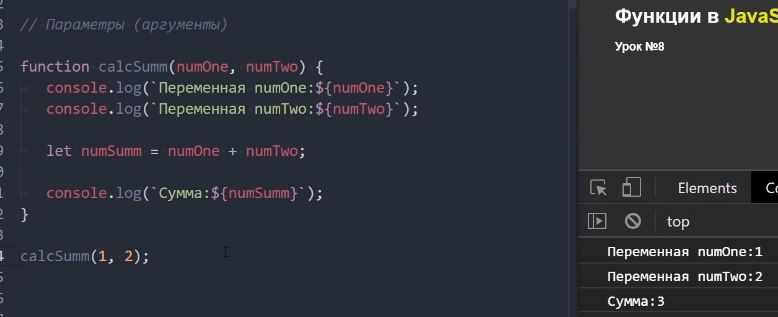 // Параметры (аргументы)
function calcSumm(numOne, numTwo) {
console.log(`Переменная numOne:${numOne}`);
console.log(`Переменная numTwo:${numTwo}`);
let numSumm = numOne + numTwo;
console.log(`Сумма:${numSumm}`);
}
calcSumm(1, 2);
Функции в JavaS
Урок №8
Elements
top
Переменная numOne:1
Переменная numTwo:2
Сумма:3